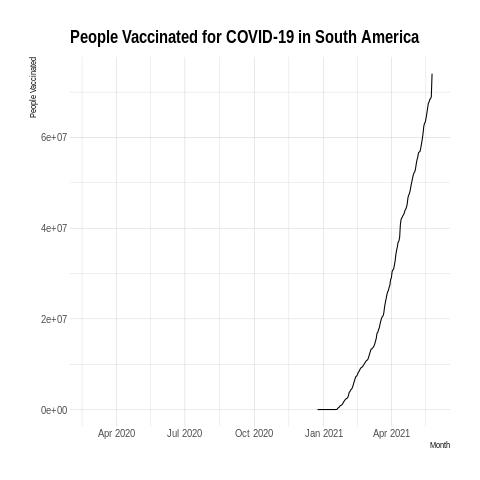 People Vaccinated for COVID-19 in South America
People Vaccinated
6e+07
4e+07
2e+07
0e+00
Apr 2020 Jul 2020 Oct 2020 Jan 2021 Apr 2021
Month